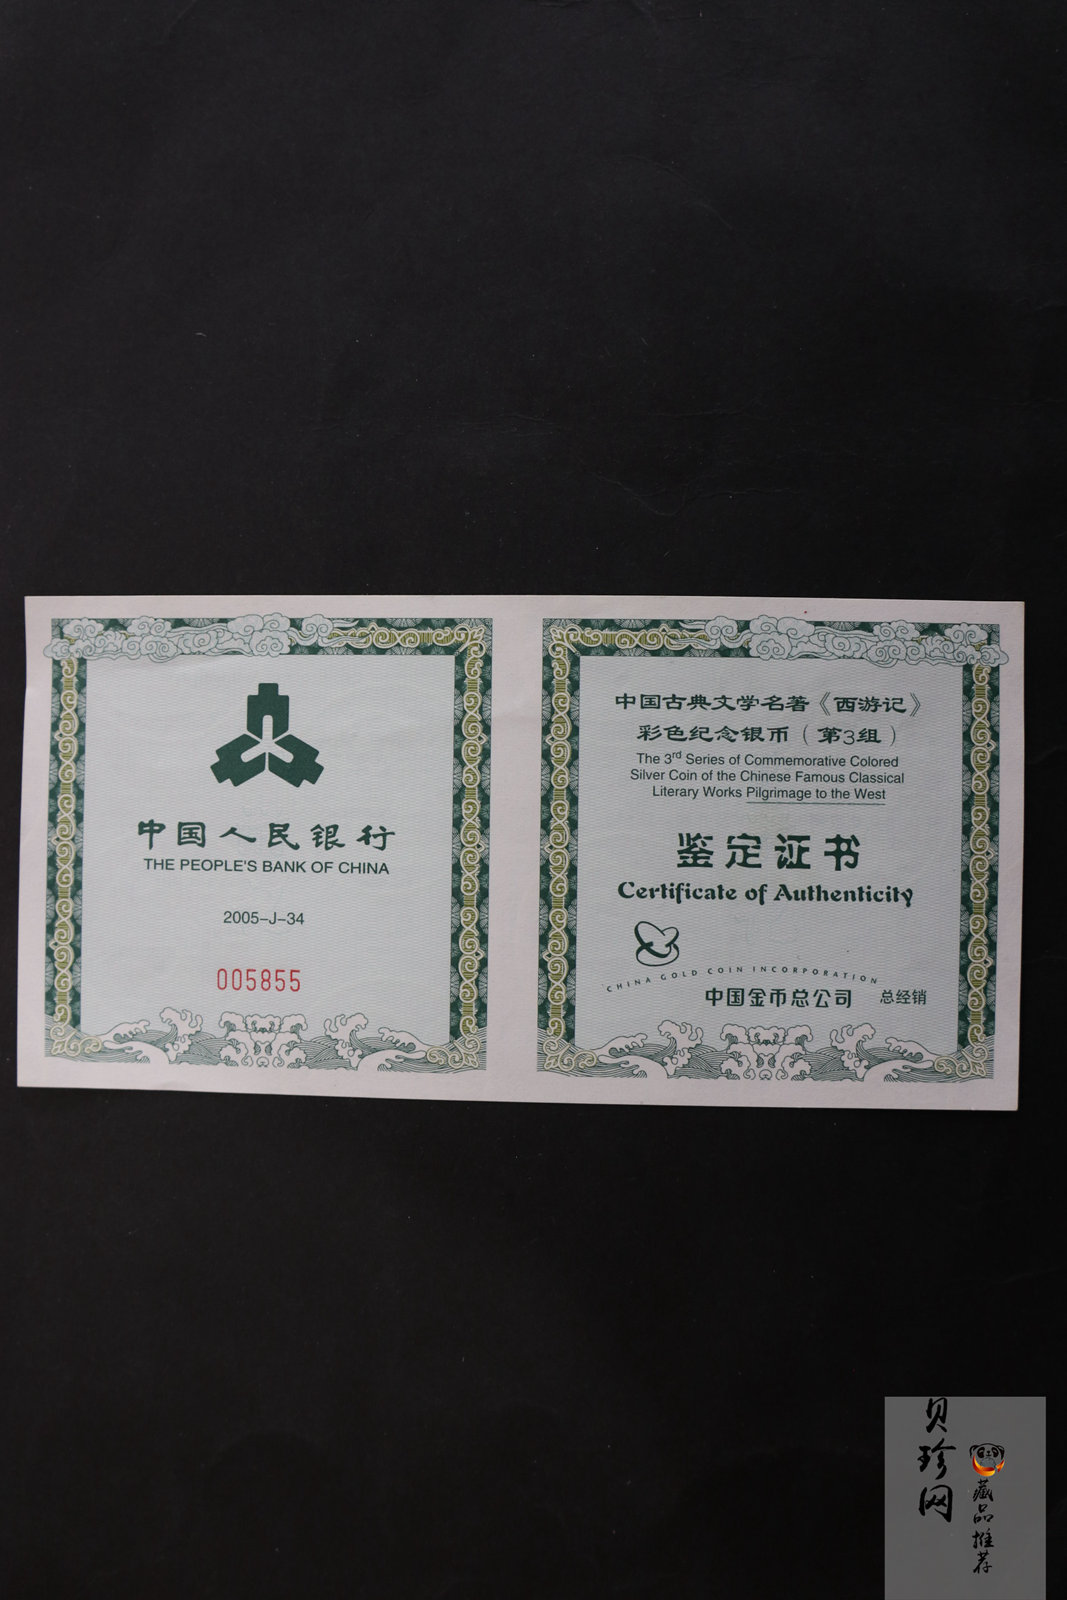 中国人民银行
THE PEOPLE'S BANK OF CHINA
2005-J-34
005855
中国古典文学名著《西游记》
彩色纪念银币（第3组）
The 3rd Series of Commemorative Colored
Silver Coin of the Chinese Famous Classical
Literary Works Pilgrimage to the West
鉴定证书
Certificate of Authenticity
CHINA GOLD COIN INCORPORATION
中国金币总公司 总经销
贝珍网
藏品推荐